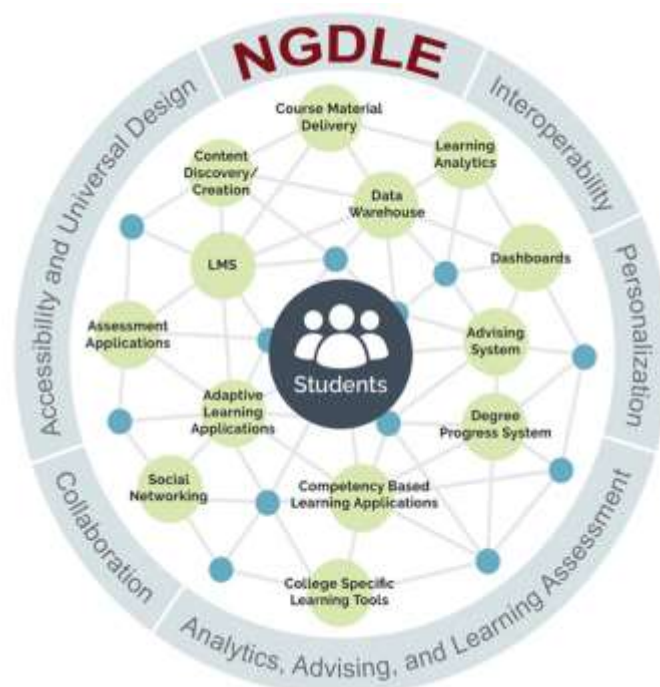 NGDLE
Interoperability
Personalization
Analytics, Advising, and Learning Assessment
Collaboration
Accessibility and Universal Design
Course Material
Delivery
Learning
Analytics
Content
Discovery/
Creation
Data
Warehouse
LMS
Dashboards
Assessment
Applications
Advising
System
Students
Adaptive
Learning
Applications
Degree
Progress System
Social
Networking
Competency Based
Learning Applications
College Specific
Learning Tools